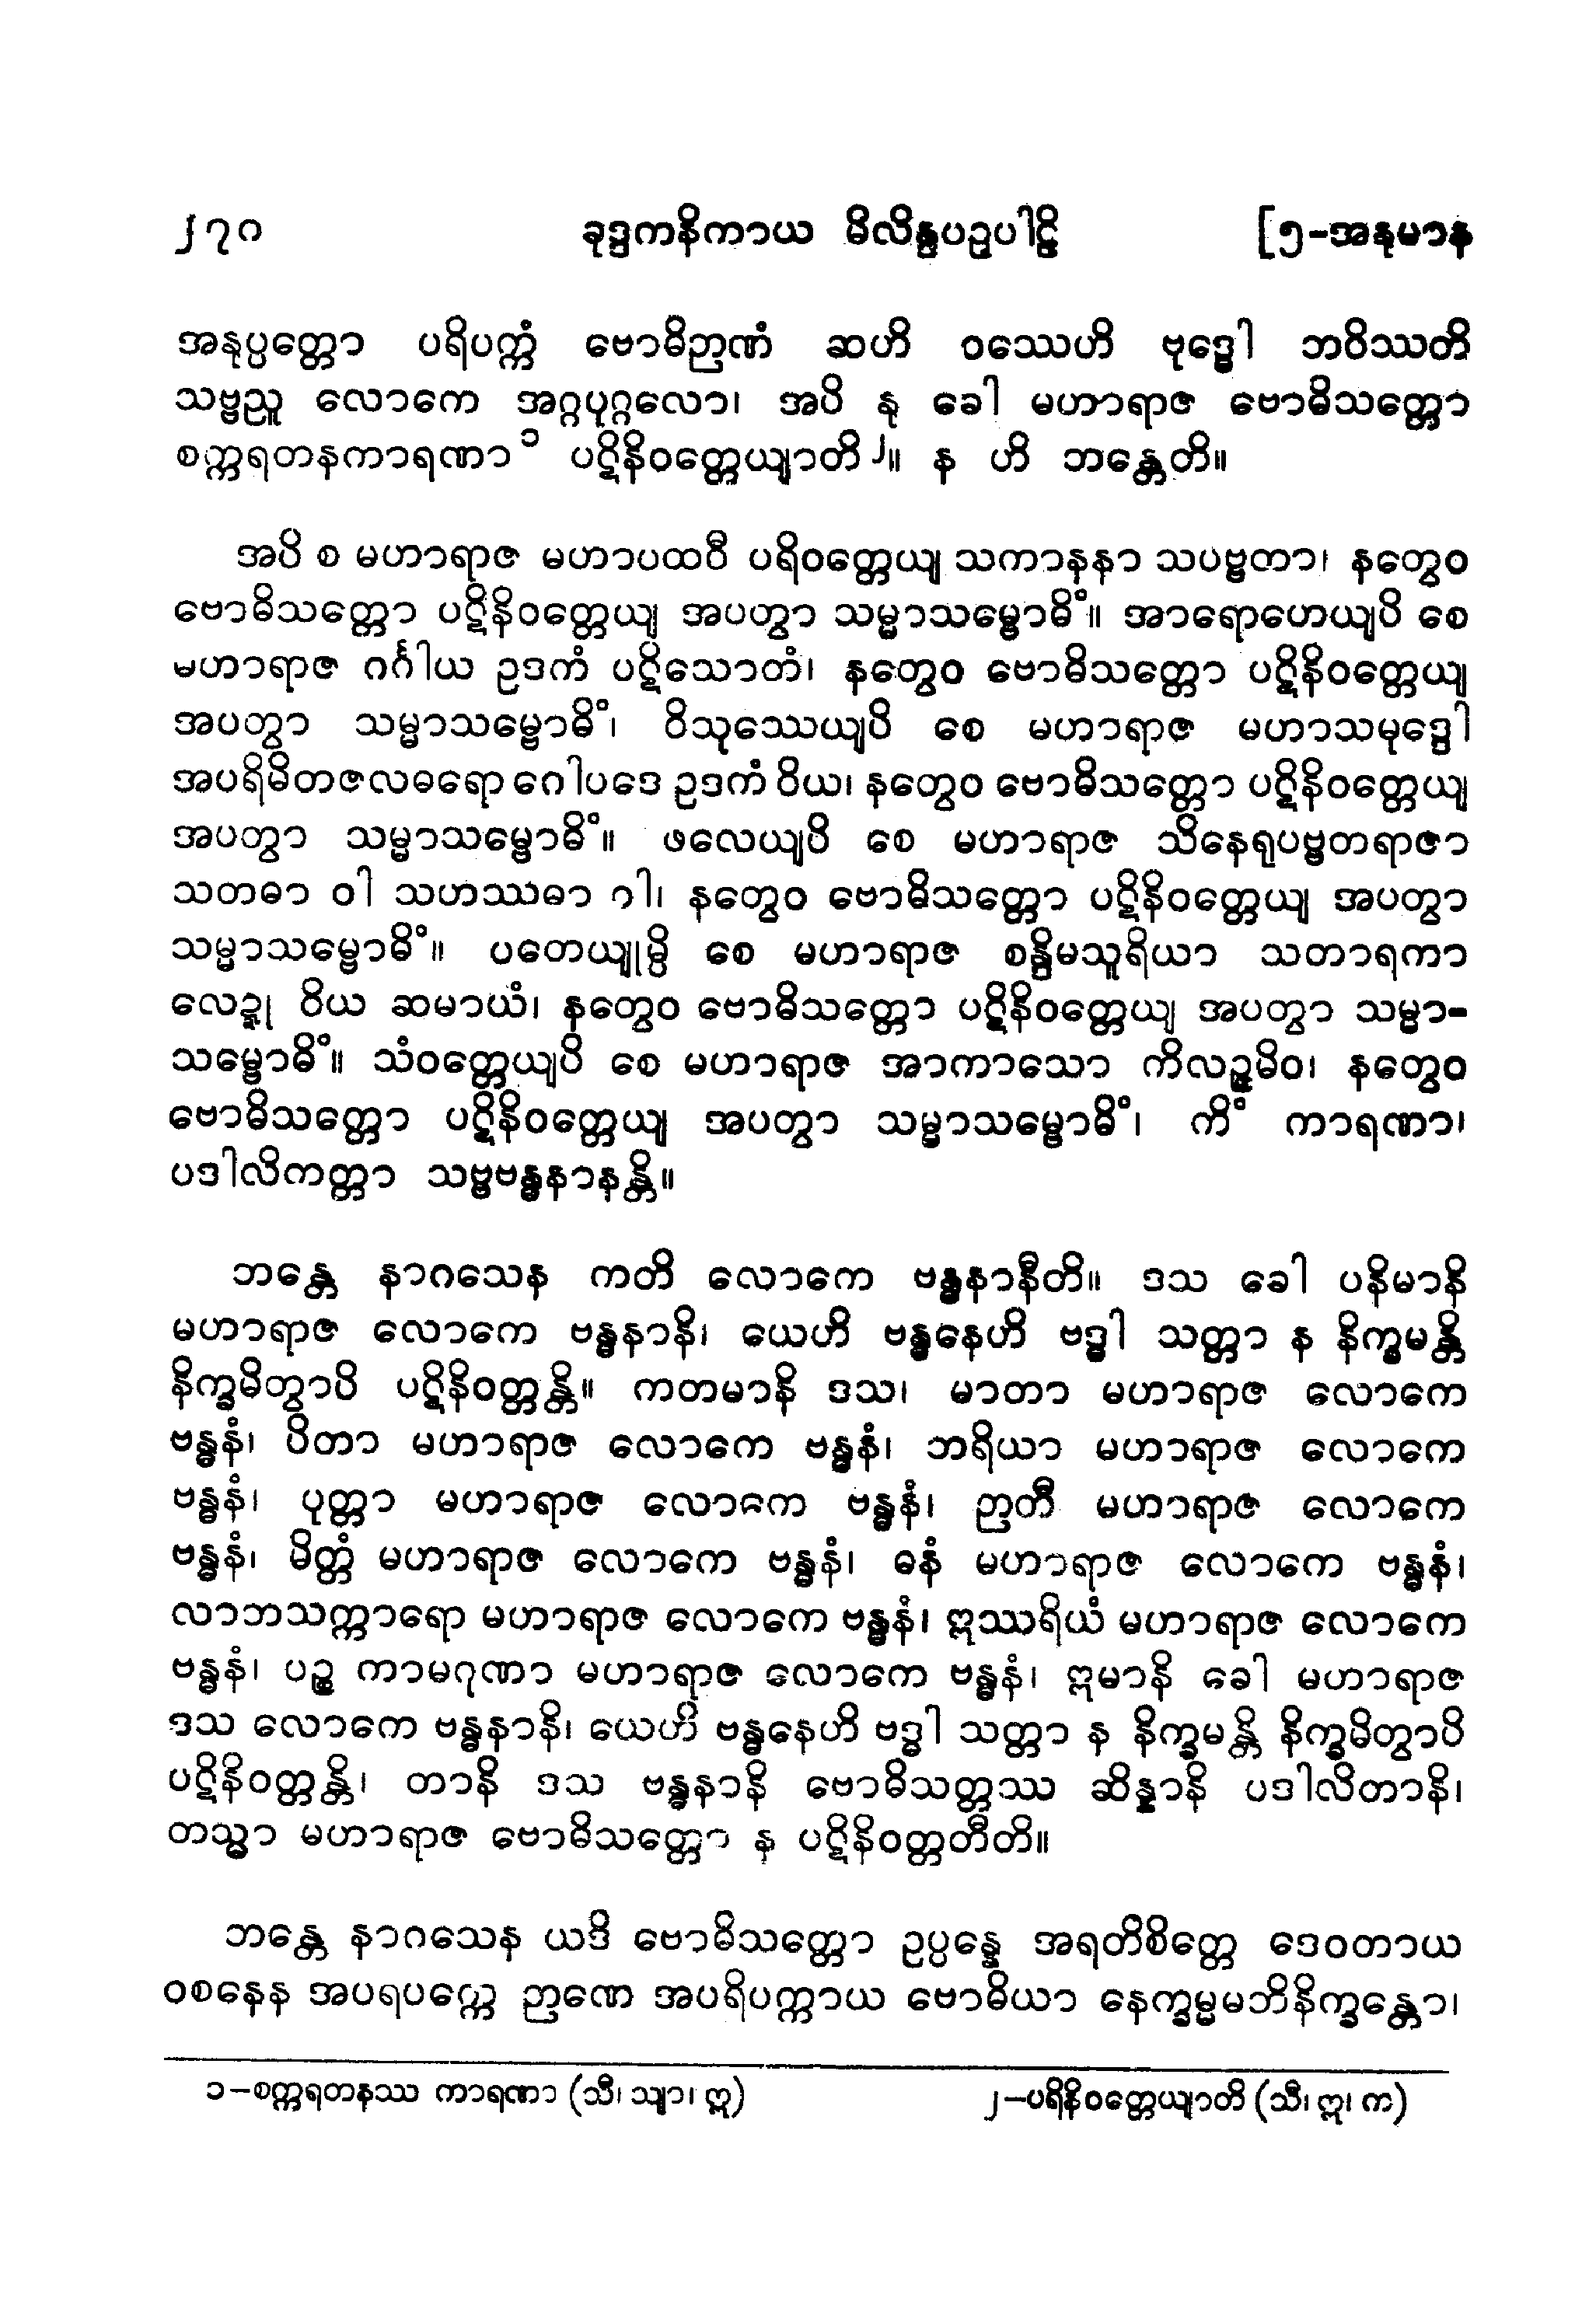 ၂၇၀ ခုဒ္ဒကနိကာယ မိလိန္ဒပဉှပါဠိ [၅-အနုမာန
အနုပ္ပတ္တော ပရိပက္ကံ ဗောဓိဉာဏံ ဆဟိ ဝဿေဟိ ဗုဒ္ဓေါ ဘဝိဿတိ
သဗ္ဗညူ လောကေ အဂ္ဂပုဂ္ဂလော၊ အပိ နု ခေါ မဟာရာဇ ဗောဓိသတ္တော
စက္ကရတနကာရဏာ ၁ ပဋိနိဝတ္တေယျာတိ ၂။ န ဟိ ဘန္တေတိ။
အပိ စ မဟာရာဇ မဟာပထဝီ ပရိဝတ္တေယျ သကာနနာ သပဗ္ဗတာ၊ နတွေဝ
ဗောဓိသတ္တော ပဋိနိဝတ္တေယျ အပတွာ သမ္မာသမ္ဗောဓိံ။ အာရောဟေယျပိ စေ
မဟာရာဇ ဂင်္ဂါယ ဥဒကံ ပဋိသောတံ၊ နတွေဝ ဗောဓိသတ္တော ပဋိနိဝတ္တေယျ
အပတွာ သမ္မာသမ္ဗောဓိံ၊ ဝိသုဿေယျပိ စေ မဟာရာဇ မဟာသမုဒ္ဒေါ
အပရိမိတဇလဓရော ဂေါပဒေ ဥဒကံ ဝိယ၊ နတွေဝ ဗောဓိသတ္တော ပဋိနိဝတ္တေယျ
အပတွာ သမ္မာသမ္ဗောဓိံ။ ဖလေယျပိ စေ မဟာရာဇ သိနေရုပဗ္ဗတရာဇာ
သတဓာ ဝါ သဟဿဓာ ဝါ၊ နတွေဝ ဗောဓိသတ္တော ပဋိနိဝတ္တေယျ အပတွာ
သမ္မာသမ္ဗောဓိံ။ ပတေယျုမ္ပိ စေ မဟာရာဇ စန္ဒိမသူရိယာ သတာရကာ
လေဍ္ဍု ဝိယ ဆမာယံ၊ နတွေဝ ဗောဓိသတ္တော ပဋိနိဝတ္တေယျ အပတွာ သမ္မာ-
သမ္ဗောဓိံ။ သံဝတ္တေယျပိ စေ မဟာရာဇ အာကာသော ကိလဉ္ဇမိဝ၊ နတွေဝ
ဗောဓိသတ္တော ပဋိနိဝတ္တေယျ အပတွာ သမ္မာသမ္ဗောဓိံ၊ ကိံ ကာရဏာ၊
ပဒါလိကတ္တာ သဗ္ဗဗန္ဓနာနန္တိ။
ဘန္တေ နာဂသေန ကတိ လောကေ ဗန္ဓနာနီတိ။ ဒသ ခေါ ပနိမာနိ
မဟာရာဇ လောကေ ဗန္ဓနာနိ၊ ယေဟိ ဗန္ဓနေဟိ ဗဒ္ဓါ သတ္တာ န နိက္ခမန္တိ
နိက္ခမိတွာပိ ပဋိနိဝတ္တန္တိ။ ကတမာနိ ဒသ၊ မာတာ မဟာရာဇ လောကေ
ဗန္ဓနံ၊ ပိတာ မဟာရာဇ လောကေ ဗန္ဓနံ၊ ဘရိယာ မဟာရာဇ လောကေ
ဗန္ဓနံ၊ ပုတ္တာ မဟာရာဇ လောကေ ဗန္ဓနံ၊ ဉာတီ မဟာရာဇ လောကေ
ဗန္ဓနံ၊ မိတ္တံ မဟာရာဇ လောကေ ဗန္ဓနံ၊ ဓနံ မဟာရာဇ လောကေ ဗန္ဓနံ၊
လာဘသက္ကာရော မဟာရာဇ လောကေ ဗန္ဓနံ၊ ဣဿရိယံ မဟာရာဇ လောကေ
ဗန္ဓနံ၊ ပဉ္စ ကာမဂုဏာ မဟာရာဇ လောကေ ဗန္ဓနံ၊ ဣမာနိ ခေါ မဟာရာဇ
ဒသ လောကေ ဗန္ဓနာနိ၊ ယေဟိ ဗန္ဓနေဟိ ဗဒ္ဓါ သတ္တာ န နိက္ခမန္တိ နိက္ခမိတွာပိ
ပဋိနိဝတ္တန္တိ၊ တာနိ ဒသ ဗန္ဓနာနိ ဗောဓိသတ္တဿ ဆိန္နာနိ ပဒါလိတာနိ၊
တသ္မာ မဟာရာဇ ဗောဓိသတ္တော န ပဋိနိဝတ္တတီတိ။
ဘန္တေ နာဂသေန ယဒိ ဗောဓိသတ္တော ဥပ္ပန္နေ အရတိစိတ္တေ ဒေဝတာယ
ဝစနေန အပရိပက္ကေ ဉာဏေ အပရိပက္ကာယ ဗောဓိယာ နေက္ခမ္မမဘိနိက္ခန္တော၊
၁-စက္ကရတနဿ ကာရဏာ (သီ၊ သျာ၊ ဣ) ၂-ပရိနိဝတ္တေယျာတိ (သီ၊ ဣ၊ က)